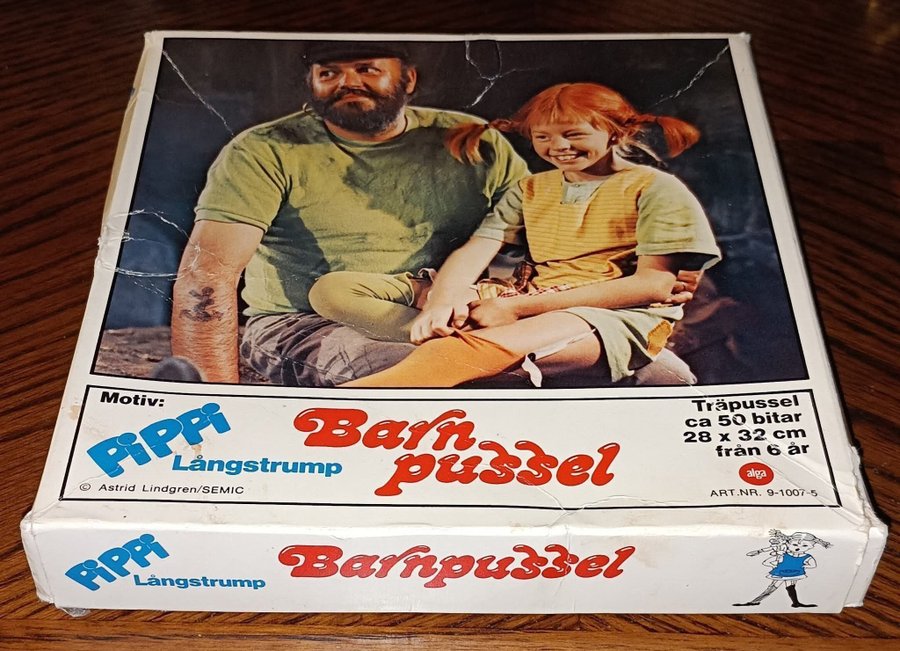 Motiv:
PiPPi
Långstrump
© Astrid Lindgren/SEMIC
Barn
pussel
Träpussel
ca 50 bitar
28 x 32 cm
från 6 år
alga
ART.NR. 9-1007-5
PiPPi
Långstrump
Barnpussel